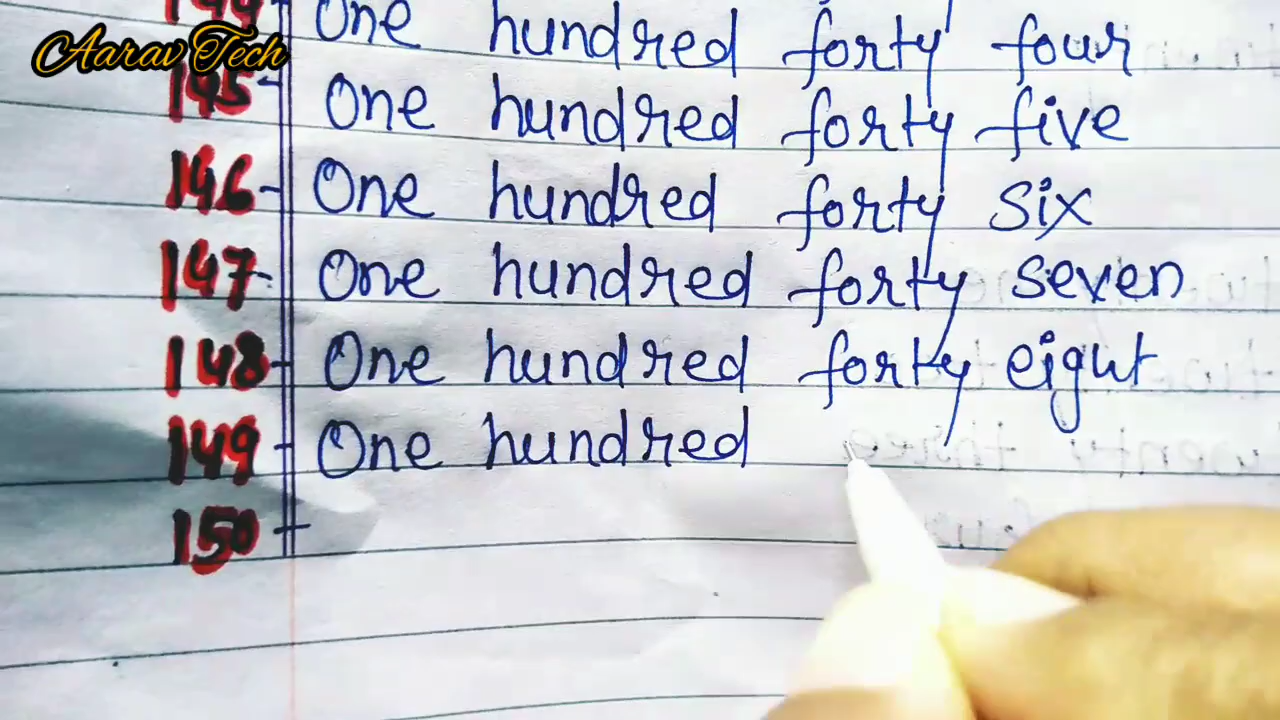 Aarav Tech
144 One hundred forty four
145 - One hundred forty five
146 - One hundred forty six
147 - One hundred forty seven
148 - One hundred forty eight
149 - One hundred
150 -